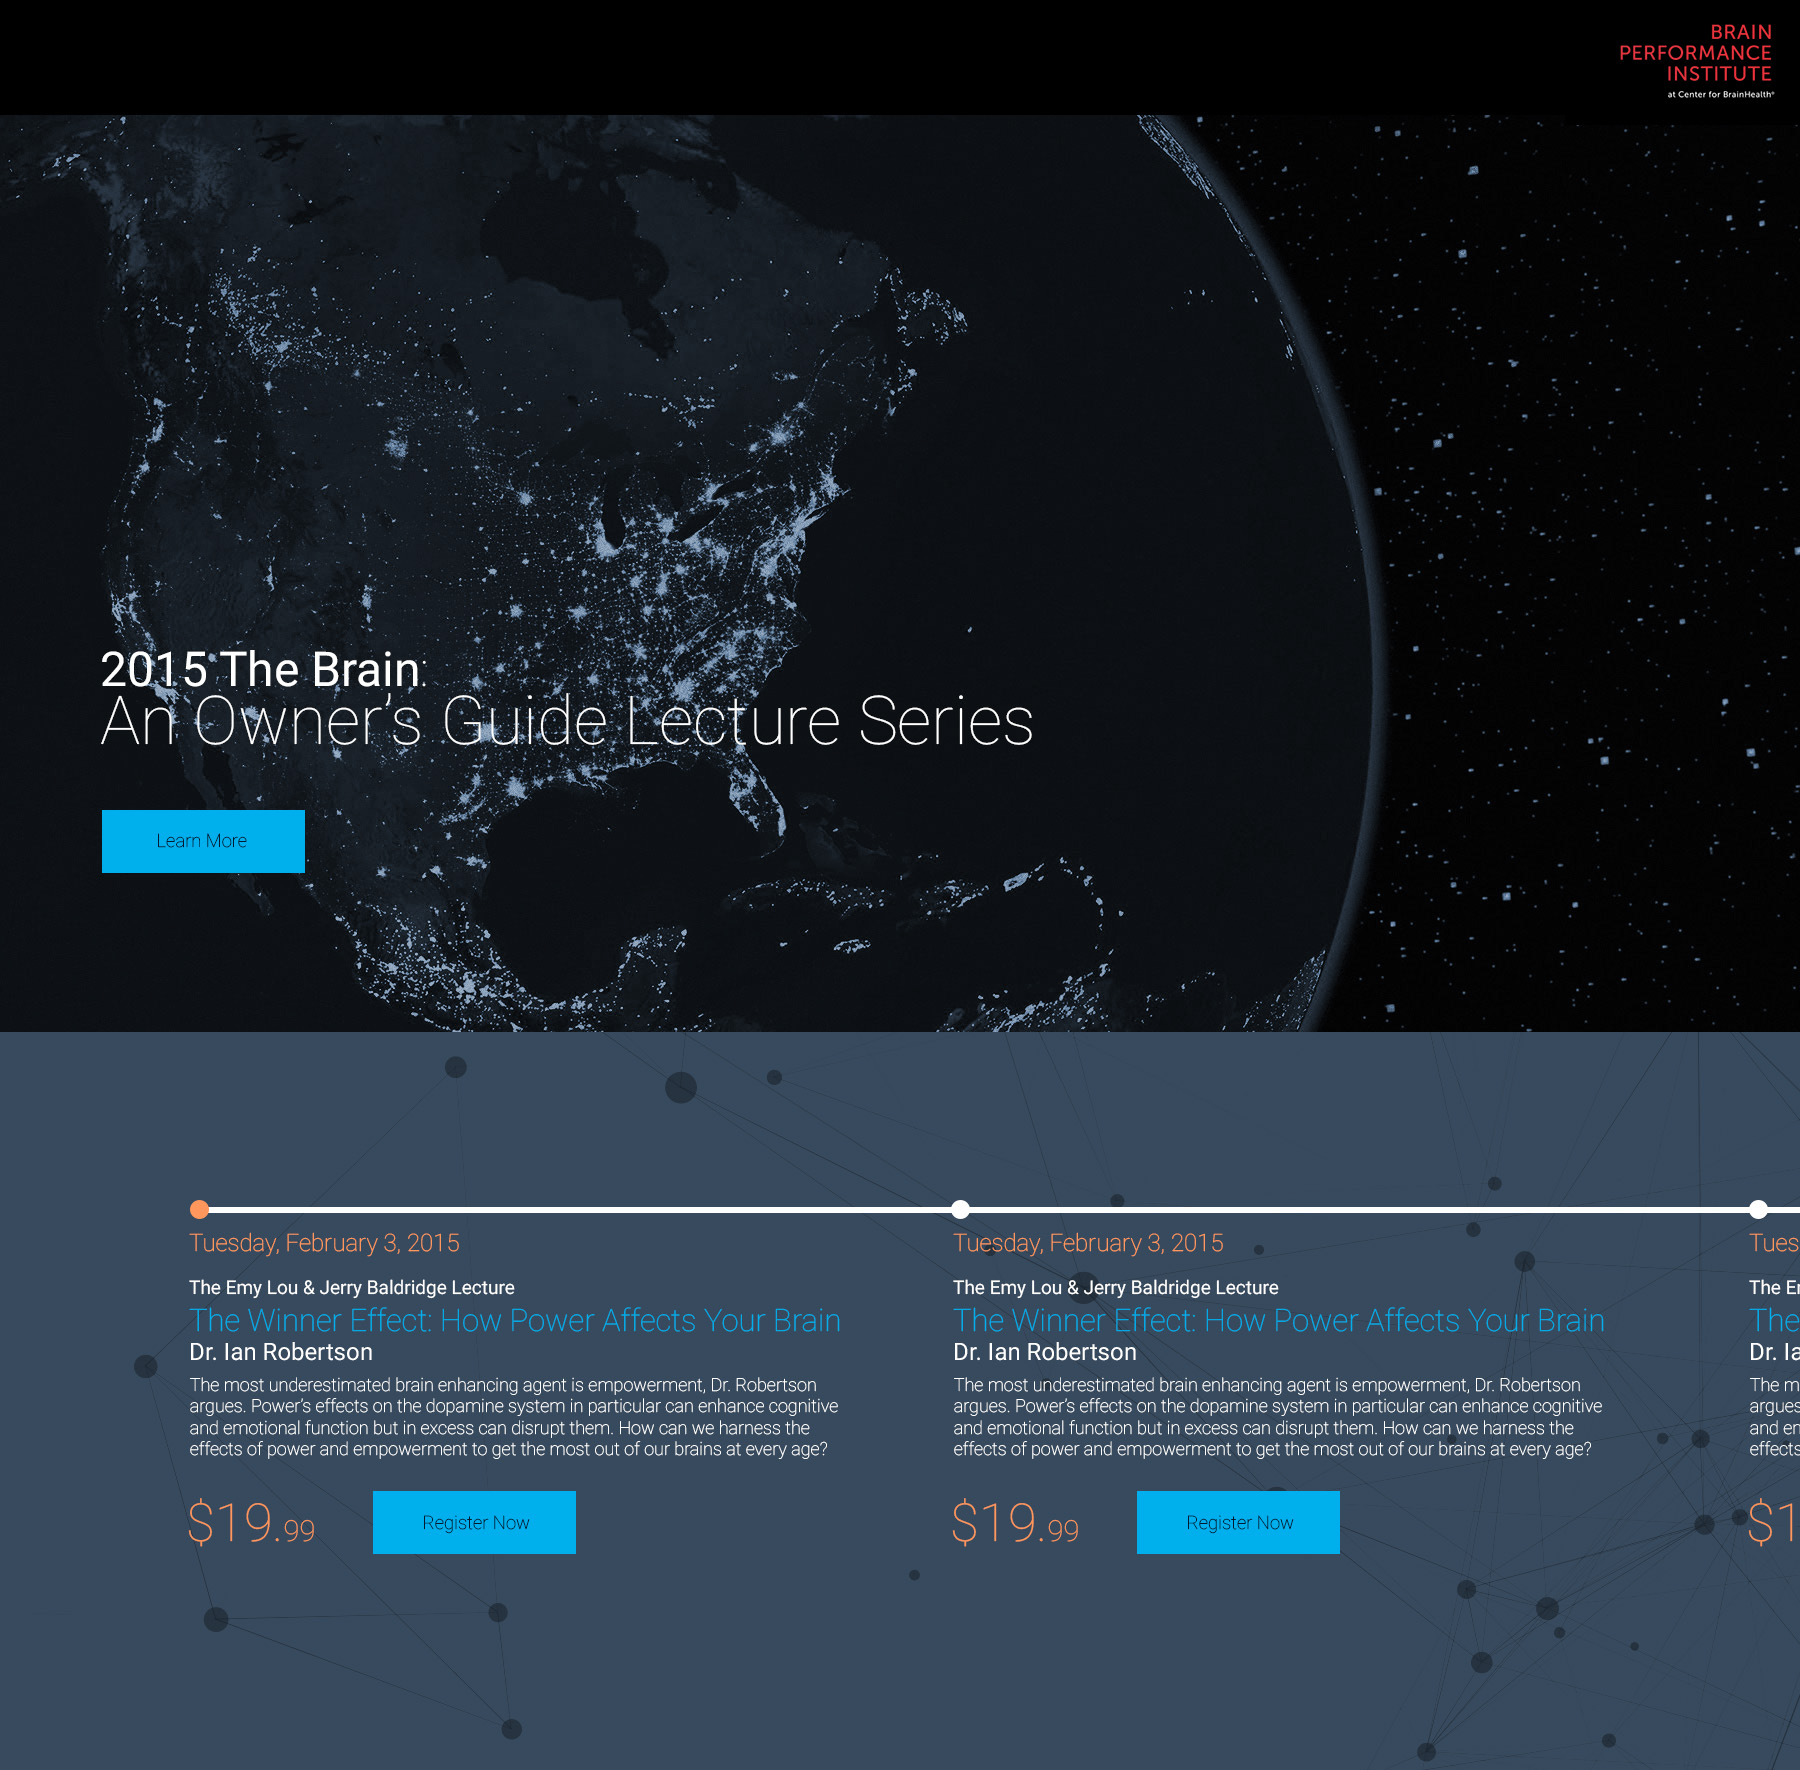 BRAIN
PERFORMANCE
INSTITUTE
at Center for BrainHealth®
2015 The Brain:
An Owner’s Guide Lecture Series
Learn More
Tuesday, February 3, 2015
The Emy Lou & Jerry Baldridge Lecture
The Winner Effect: How Power Affects Your Brain
Dr. Ian Robertson
The most underestimated brain enhancing agent is empowerment, Dr. Robertson
argues. Power’s effects on the dopamine system in particular can enhance cognitive
and emotional function but in excess can disrupt them. How can we harness the
effects of power and empowerment to get the most out of our brains at every age?
$19.99
Register Now
Tuesday, February 3, 2015
The Emy Lou & Jerry Baldridge Lecture
The Winner Effect: How Power Affects Your Brain
Dr. Ian Robertson
The most underestimated brain enhancing agent is empowerment, Dr. Robertson
argues. Power’s effects on the dopamine system in particular can enhance cognitive
and emotional function but in excess can disrupt them. How can we harness the
effects of power and empowerment to get the most out of our brains at every age?
$19.99
Register Now
Tues
The E
The
Dr. Ia
The m
argues
and en
effects
$1